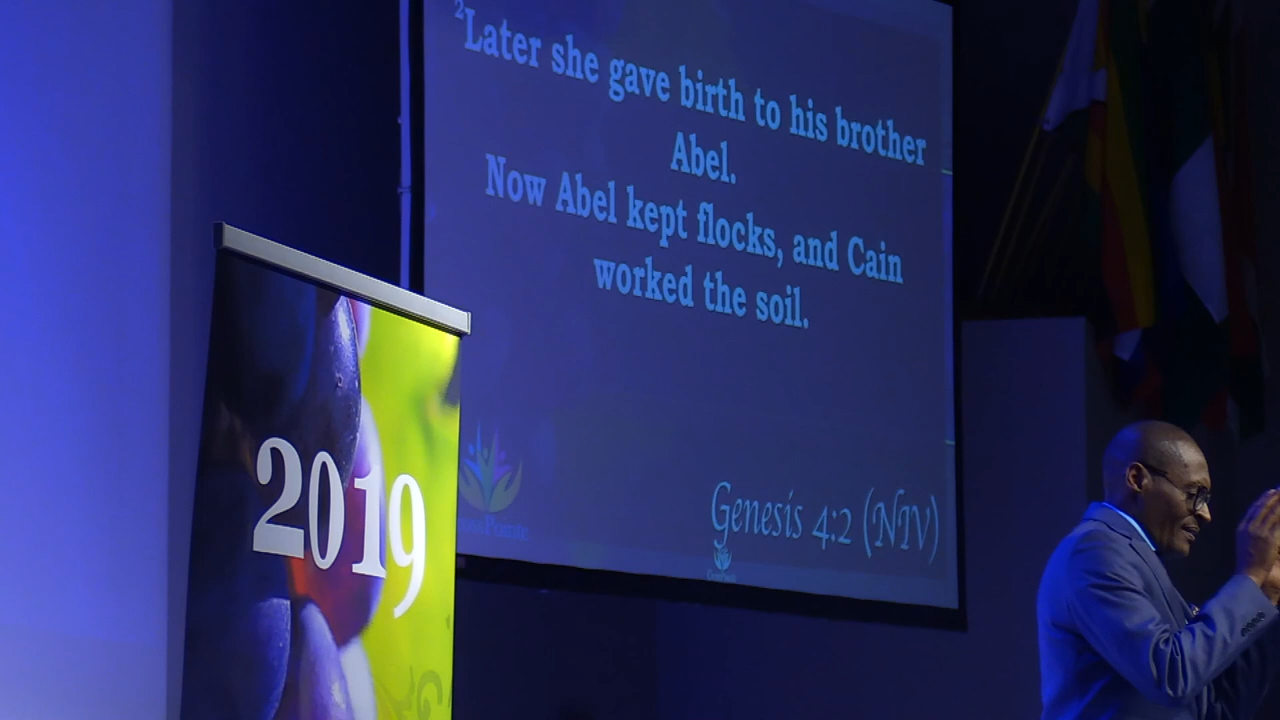 ²Later she gave birth to his brother
Abel.
Now Abel kept flocks, and Cain
worked the soil.
Genesis 4:2 (NIV)
2019